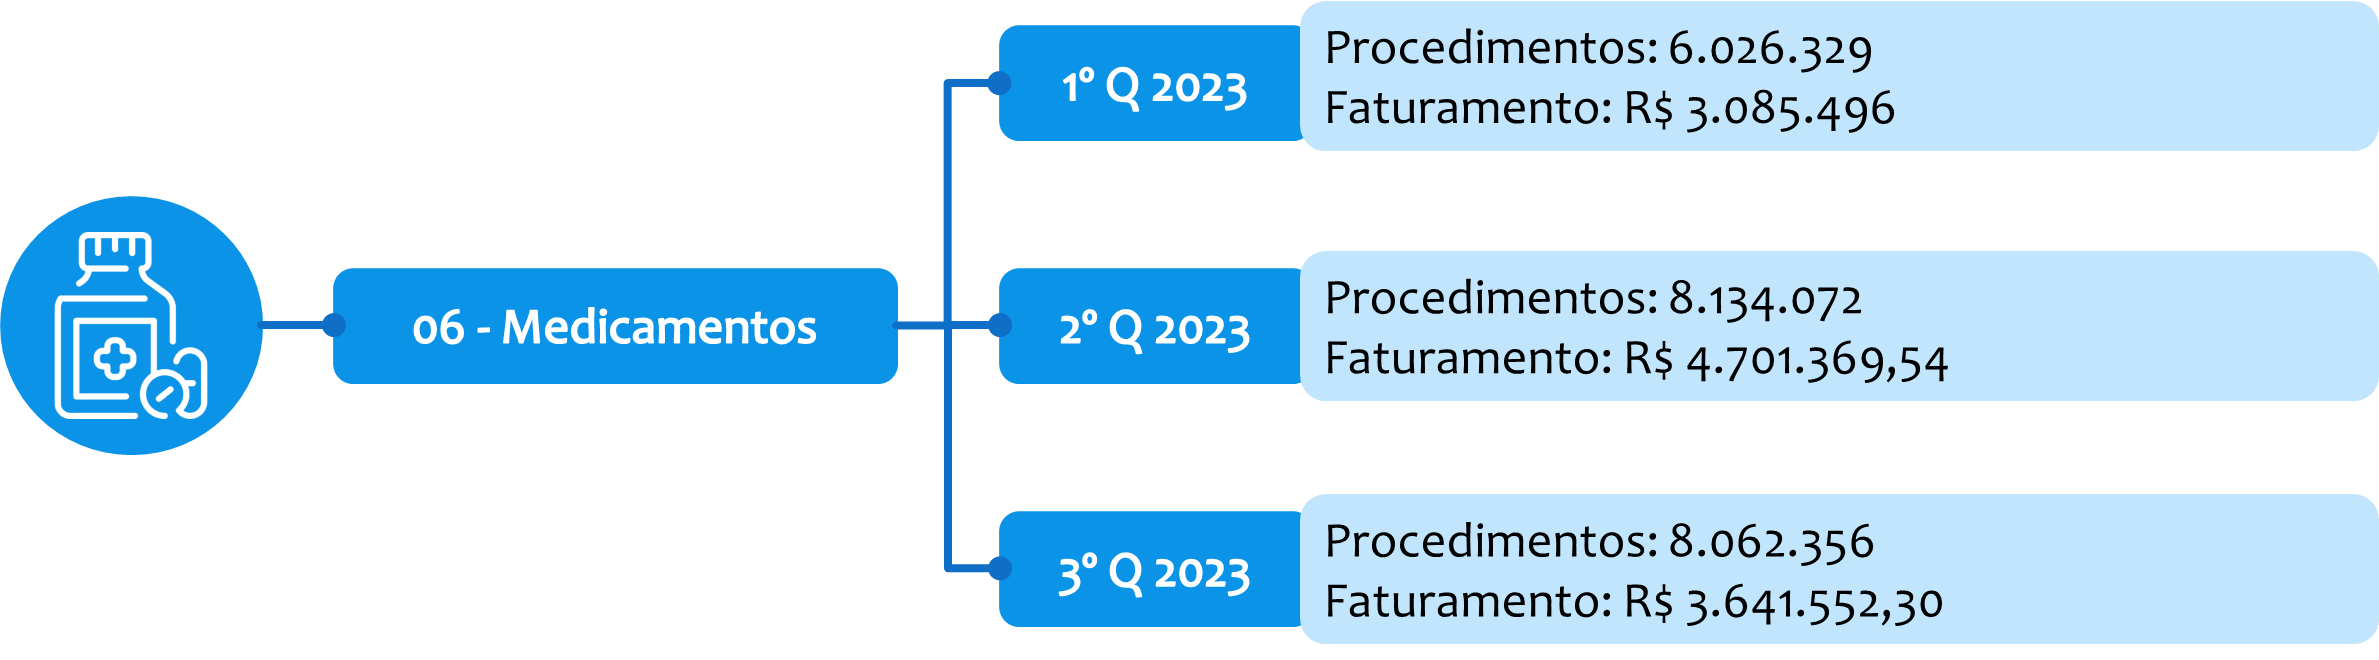 06 - Medicamentos
1º Q 2023
Procedimentos: 6.026.329
Faturamento: R$ 3.085.496
2º Q 2023
Procedimentos: 8.134.072
Faturamento: R$ 4.701.369,54
3º Q 2023
Procedimentos: 8.062.356
Faturamento: R$ 3.641.552,30